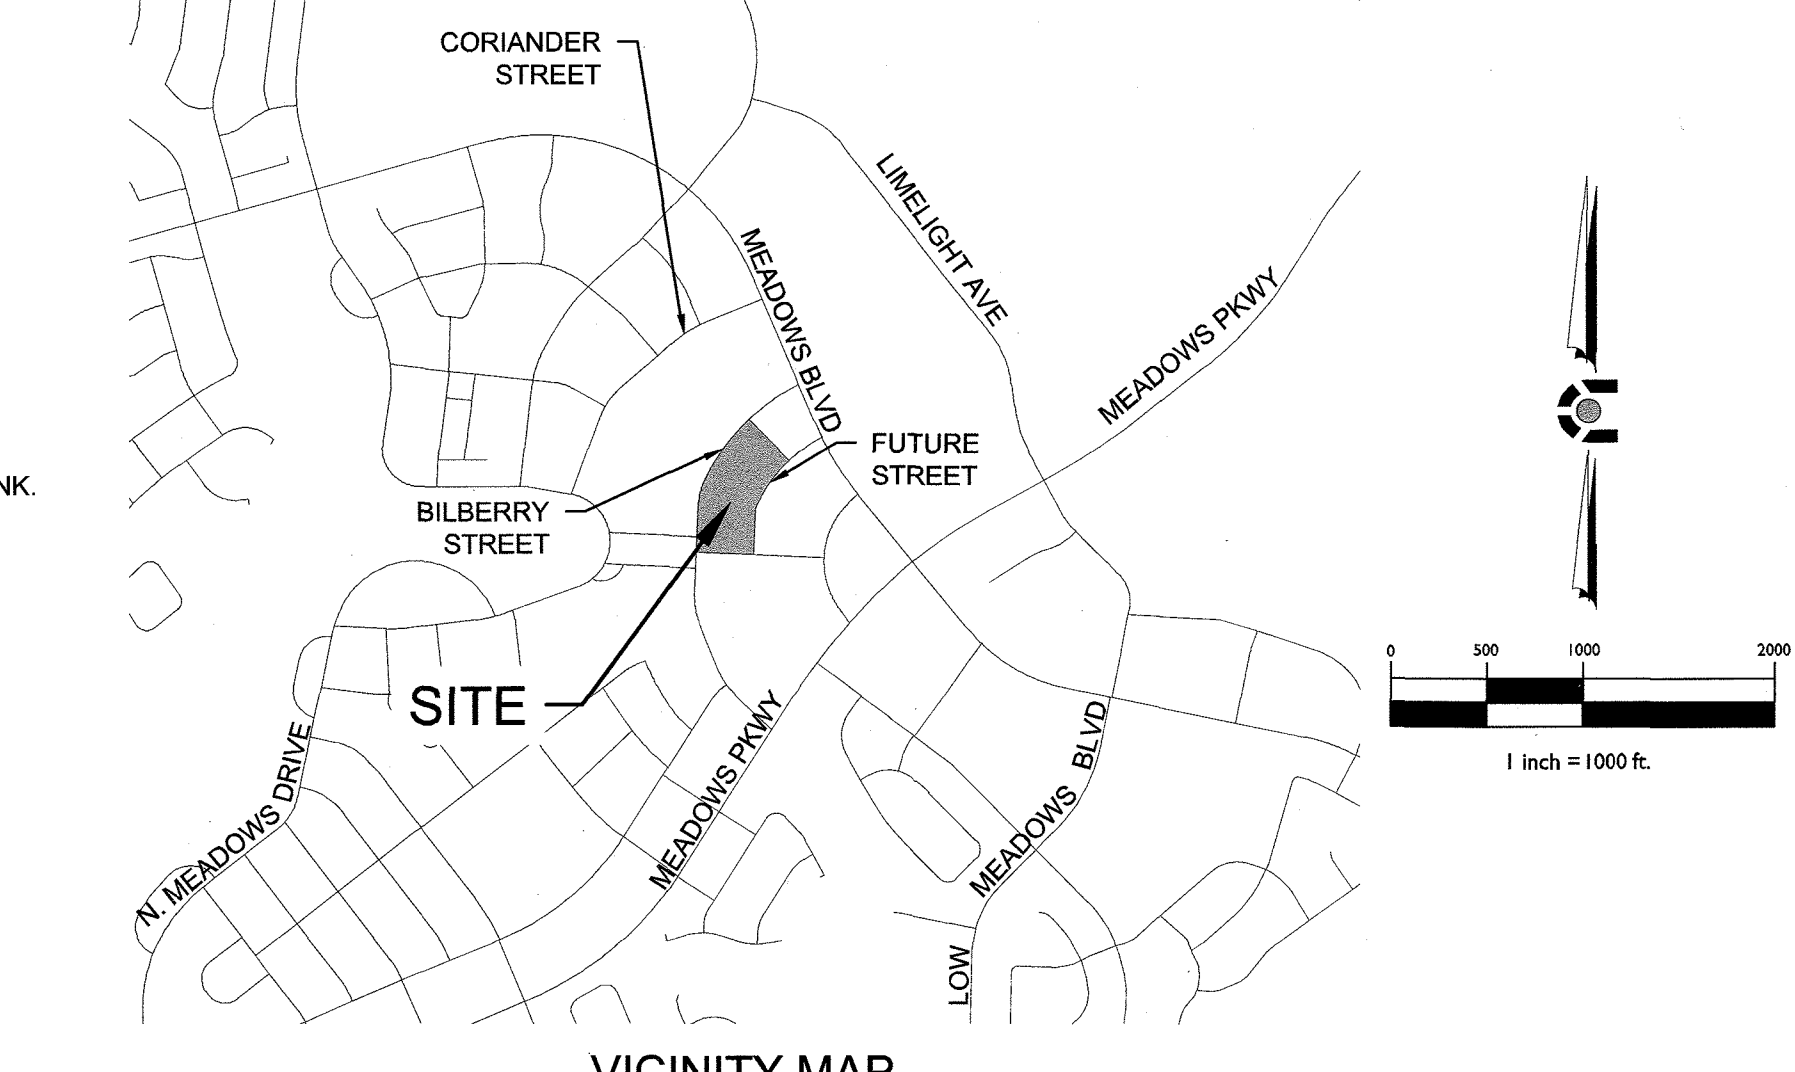 CORIANDER
STREET
MEADOWS BLVD
LIMELIGHT AVE
MEADOWS PKWY
FUTURE
STREET
NK.
BILBERRY
STREET
SITE
0 500 1000 2000
1 inch = 1000 ft.
N. MEADOWS DRIVE
MEADOWS PKWY
LOW MEADOWS BLVD
VICINITY MAP